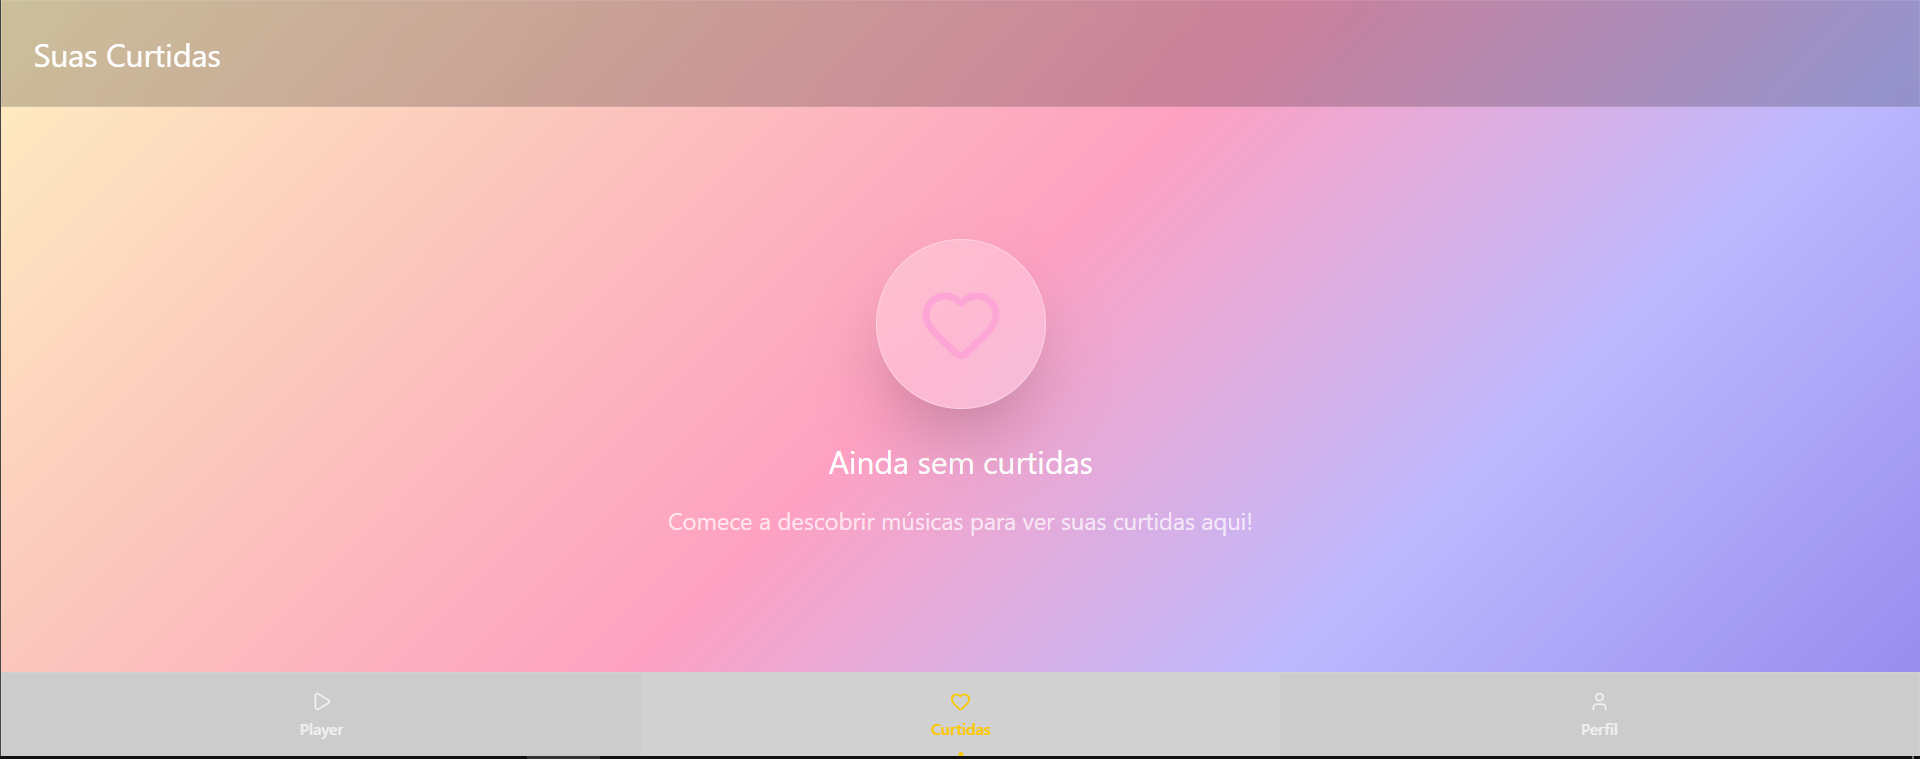 Suas Curtidas
Ainda sem curtidas
Comece a descobrir músicas para ver suas curtidas aqui!
Player
Curtidas
Perfil